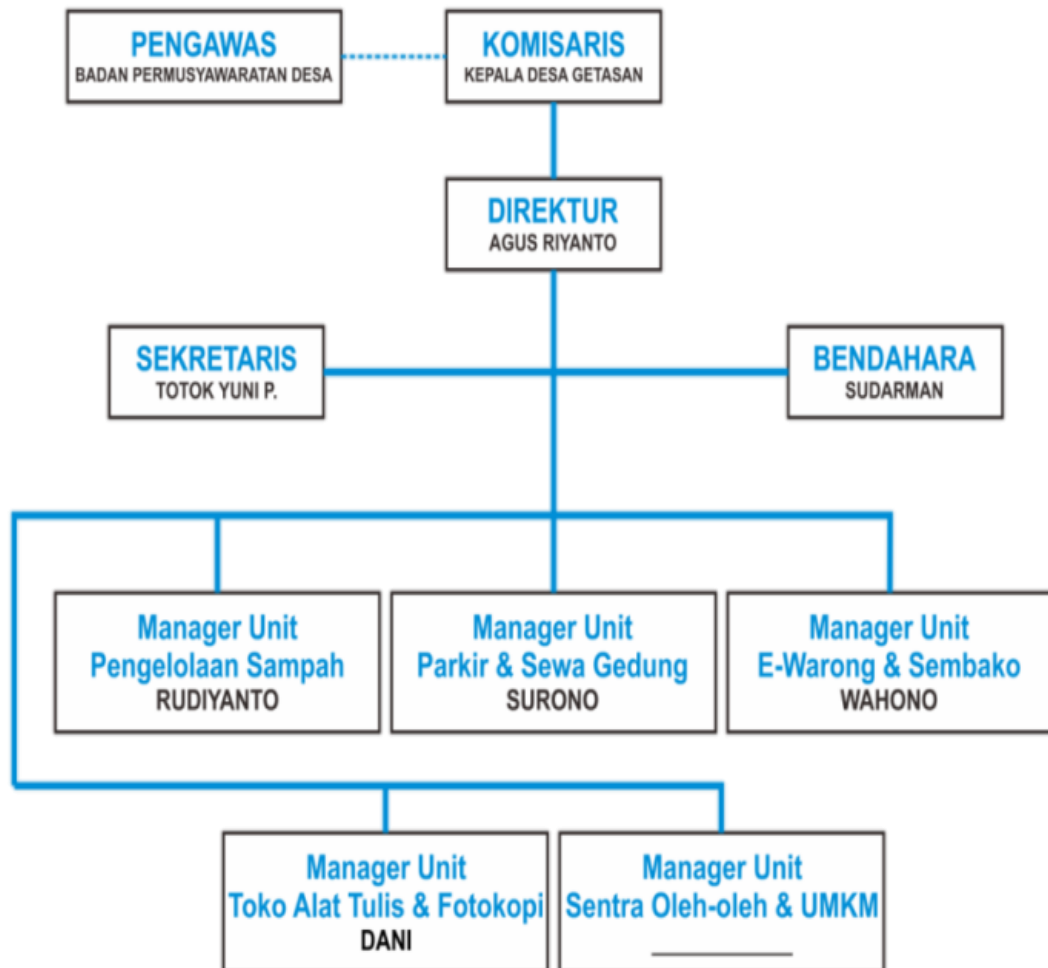 PENGAWAS
BADAN PERMUSYAWARATAN DESA
KOMISARIS
KEPALA DESA GETASAN
DIREKTUR
AGUS RIYANTO
SEKRETARIS
TOTOK YUNI P.
BENDAHARA
SUDARMAN
Manager Unit
Pengelolaan Sampah
RUDIYANTO
Manager Unit
Parkir & Sewa Gedung
SURONO
Manager Unit
E-Warong & Sembako
WAHONO
Manager Unit
Toko Alat Tulis & Fotokopi
DANI
Manager Unit
Sentra Oleh-oleh & UMKM